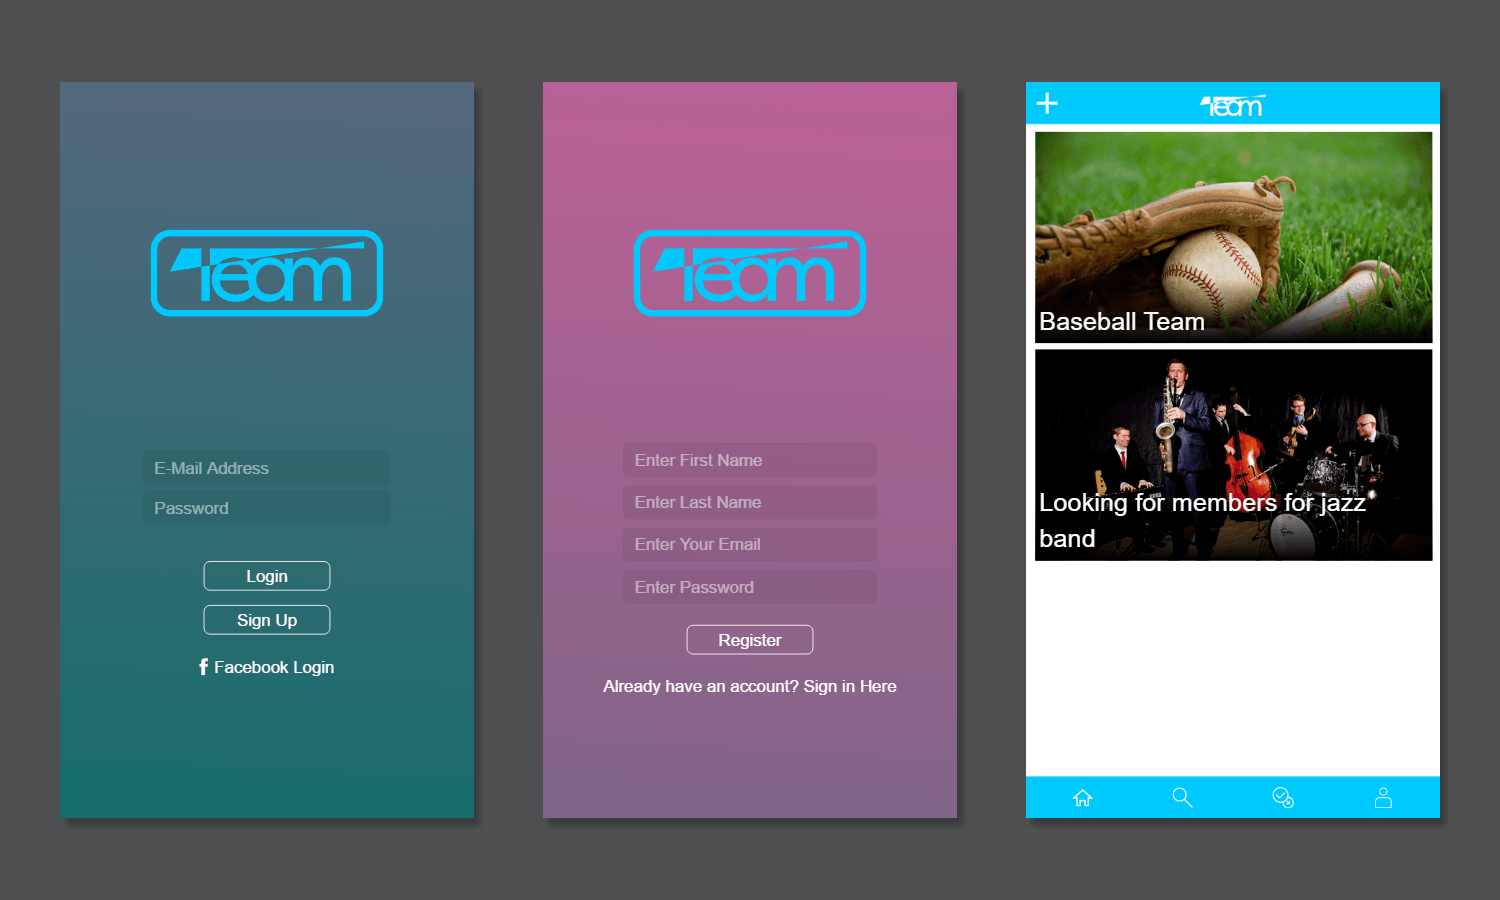 Team
E-Mail Address
Password
Login
Sign Up
f Facebook Login
Team
Enter First Name
Enter Last Name
Enter Your Email
Enter Password
Register
Already have an account? Sign in Here
Team
Baseball Team
Looking for members for jazz
band